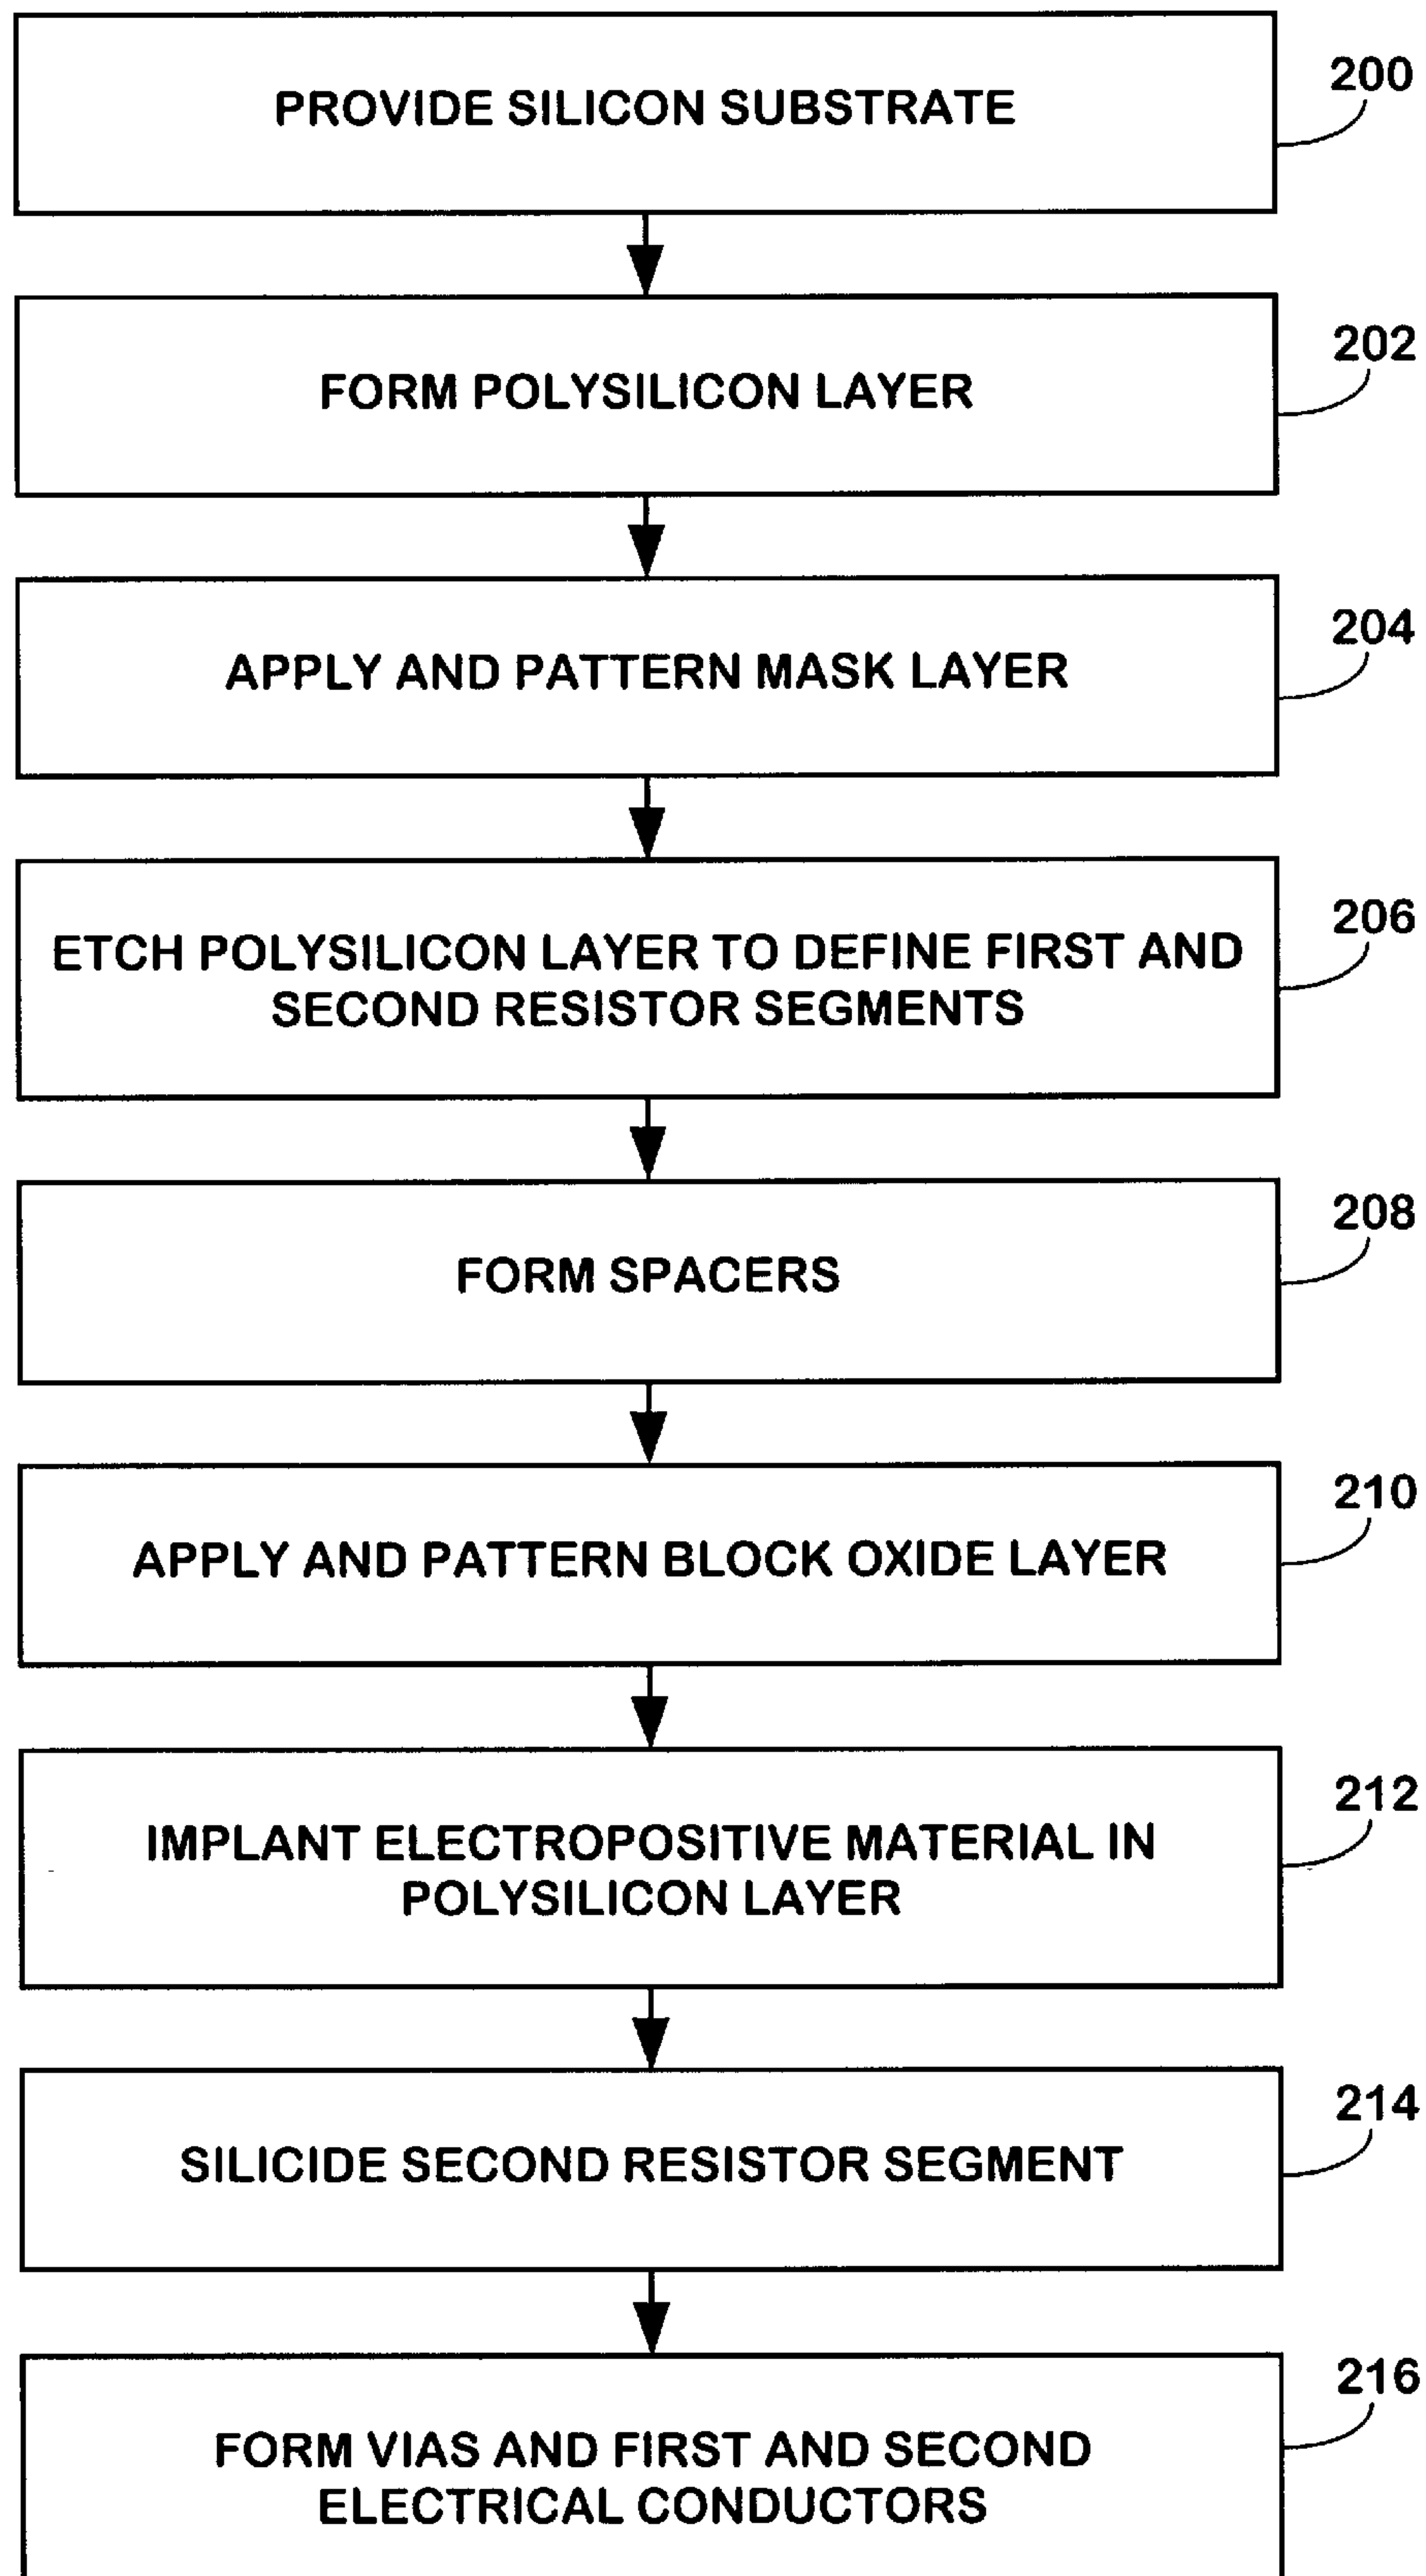 PROVIDE SILICON SUBSTRATE
200
FORM POLYSILICON LAYER
202
APPLY AND PATTERN MASK LAYER
204
ETCH POLYSILICON LAYER TO DEFINE FIRST AND
SECOND RESISTOR SEGMENTS
206
FORM SPACERS
208
APPLY AND PATTERN BLOCK OXIDE LAYER
210
IMPLANT ELECTROPOSITIVE MATERIAL IN
POLYSILICON LAYER
212
SILICIDE SECOND RESISTOR SEGMENT
214
FORM VIAS AND FIRST AND SECOND
ELECTRICAL CONDUCTORS
216